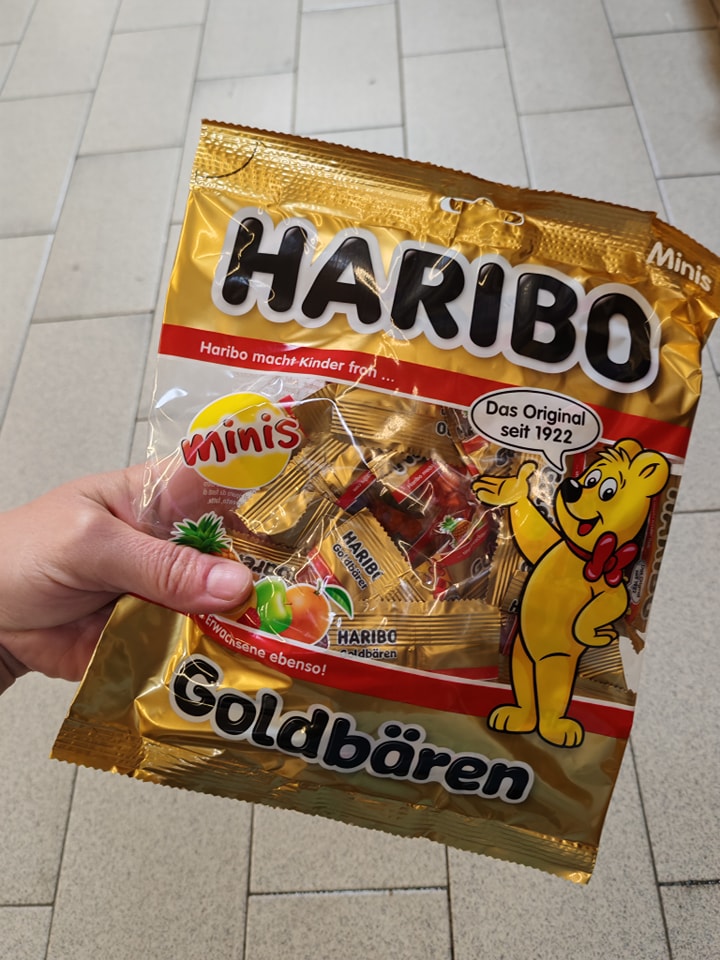 HARIBO
Minis
Haribo macht Kinder froh ...
Das Original
seit 1922
minis
HARIBO
Goldbären
HARIBO
Goldbären
Erwachsene ebenso!
Goldbären